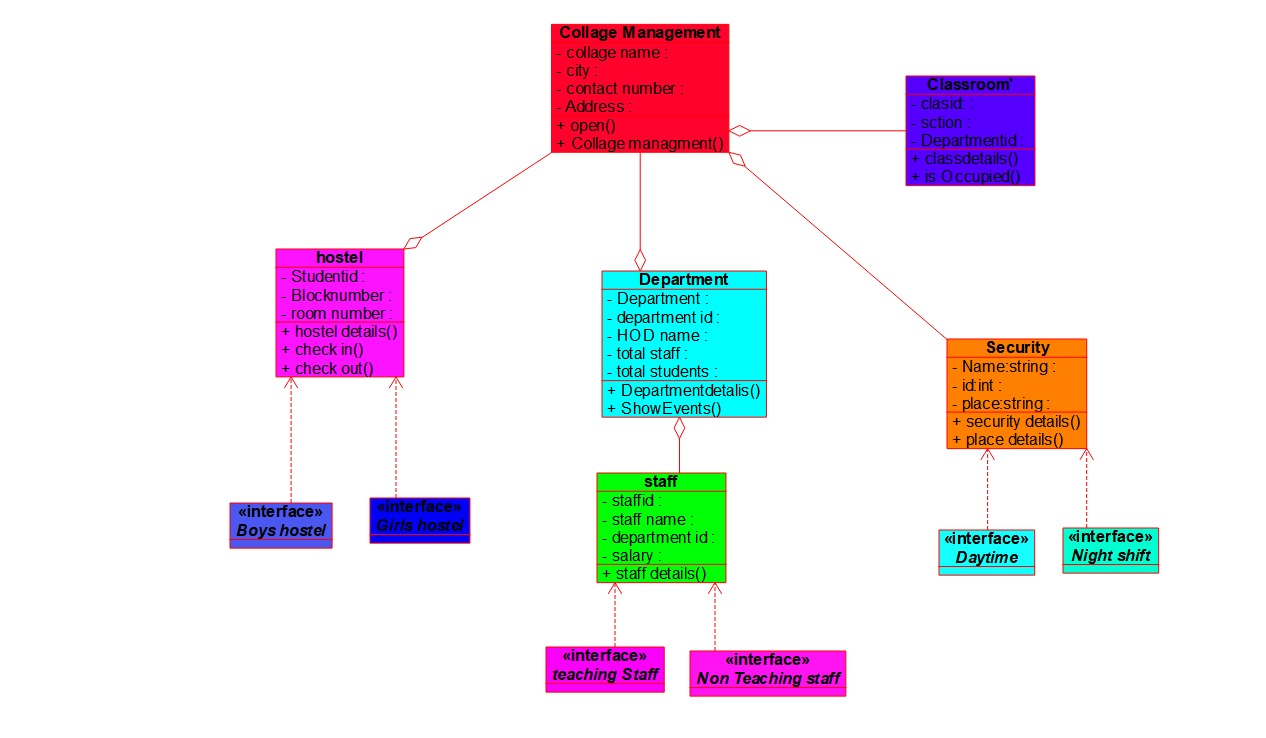 Collage Management
- collage name :
- city :
- contact number :
- Address :
+ open()
+ Collage managment()
Classroom'
- clasid: :
- sction :
- Departmentid :
+ classdetails()
+ is Occupied()
hostel
- Studentid :
- Blocknumber :
- room number :
+ hostel details()
+ check in()
+ check out()
Department
- Department :
- department id :
- HOD name :
- total staff :
- total students :
+ Departmentdetalis()
+ ShowEvents()
Security
- Name:string :
- id:int :
- place:string :
+ security details()
+ place details()
staff
- staffid :
- staff name :
- department id :
- salary :
+ staff details()
«interface»
Boys hostel
«interface»
Girls hostel
«interface»
Daytime
«interface»
Night shift
«interface»
teaching Staff
«interface»
Non Teaching staff